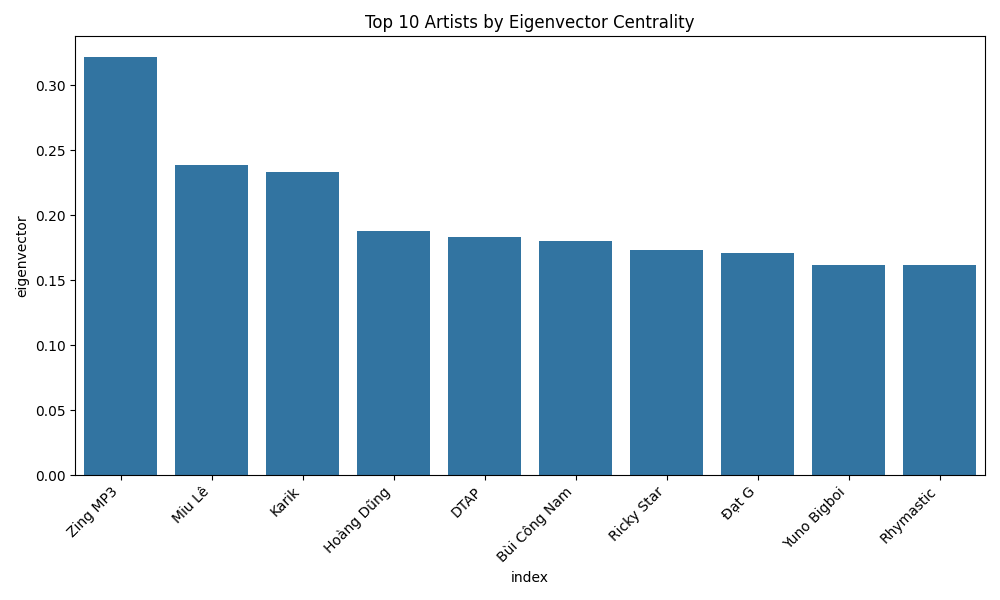 Top 10 Artists by Eigenvector Centrality
eigenvector
0.30
0.25
0.20
0.15
0.10
0.05
0.00
Zing MP3
Miu Lê
Karik
Hoàng Dũng
DTAP
Bùi Công Nam
Ricky Star
Đạt G
Yuno Bigboi
Rhymastic
index